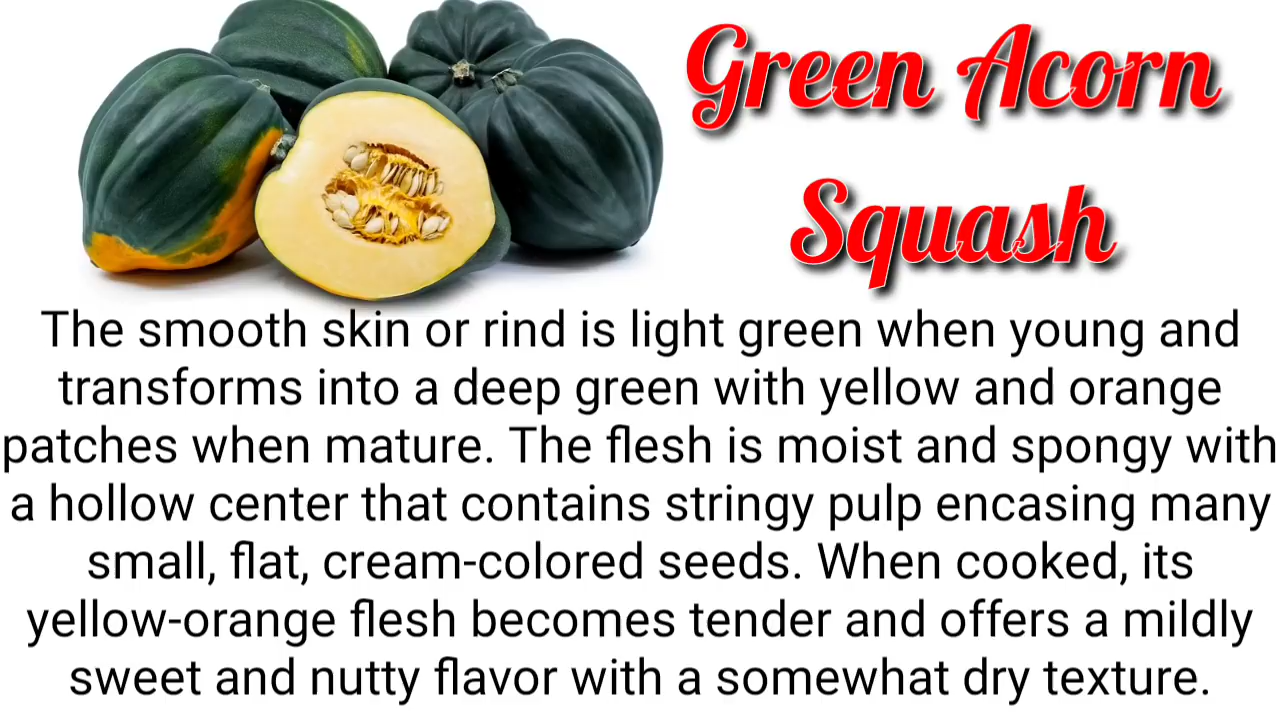 Green Acorn
Squash
The smooth skin or rind is light green when young and
transforms into a deep green with yellow and orange
patches when mature. The flesh is moist and spongy with
a hollow center that contains stringy pulp encasing many
small, flat, cream-colored seeds. When cooked, its
yellow-orange flesh becomes tender and offers a mildly
sweet and nutty flavor with a somewhat dry texture.